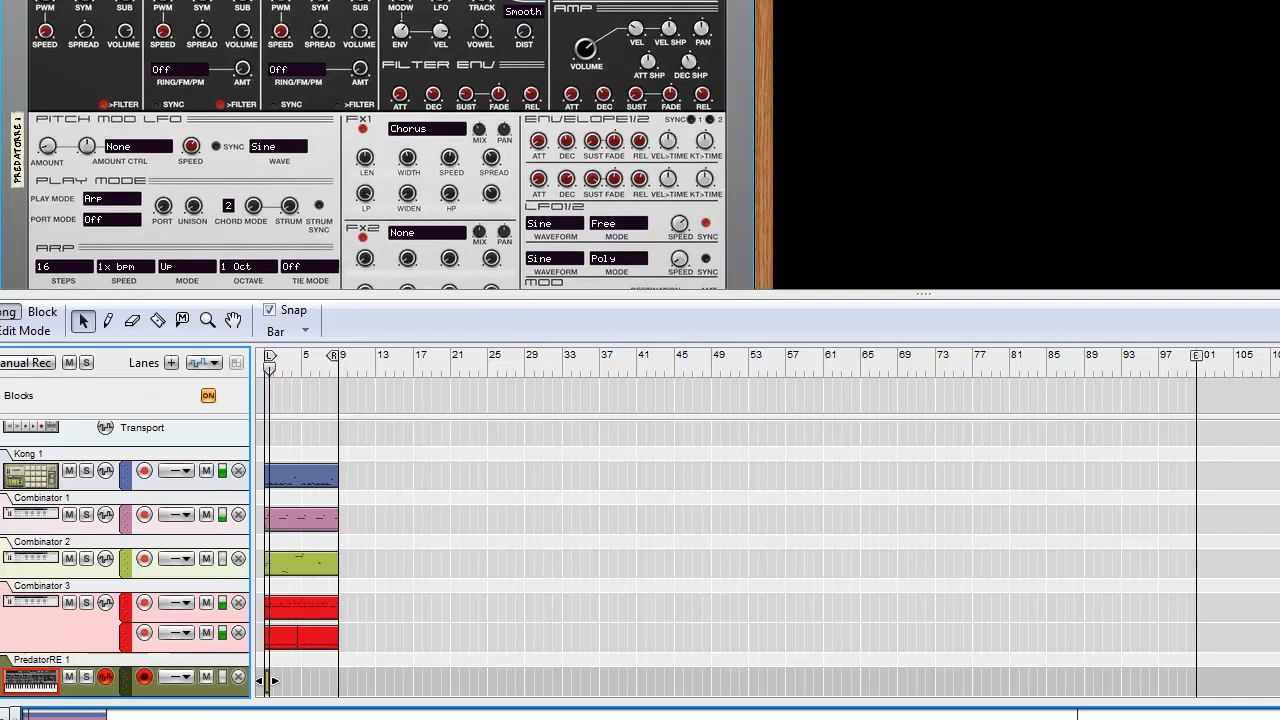 PWM SYM SUB PWM SYM SUB PWM SYM SUB MODW LFO TRACK Smooth AMP
SPEED SPREAD VOLUME SPEED SPREAD VOLUME SPEED SPREAD VOLUME ENV VEL VOWEL DIST VEL VEL SHP PAN
Off Off FILTER ENV VOLUME
RING/FM/PM AMT RING/FM/PM AMT ATT SHP DEC SHP
>FILTER SYNC >FILTER SYNC >FILTER ATT DEC SUST FADE REL ATT DEC SUST FADE REL
PREDATORRE 1
PITCH MOD LFO FX1 ENVELOPE1/2 SYNC 1 2
None SYNC Sine Chorus MIX PAN
AMOUNT AMOUNT CTRL SPEED WAVE ATT DEC SUST FADE REL VEL>TIME KT>TIME
LEN WIDTH SPEED SPREAD
PLAY MODE
PLAY MODE Arp ATT DEC SUST FADE REL VEL>TIME KT>TIME
PORT MODE Off 2 LP WIDEN HP LFO1/2
PORT UNISON CHORD MODE STRUM STRUM SYNC Sine Free
FX2 None MIX PAN WAVEFORM MODE SPEED SYNC
ARP
16 1x bpm Up 1 Oct Off Sine Poly
STEPS SPEED MODE OCTAVE TIE MODE WAVEFORM MODE SPEED SYNC
MOD DESTINATION AMT
ong Block Snap
Edit Mode Bar
anual Rec M S Lanes + L 5 R 9 13 17 21 25 29 33 37 41 45 49 53 57 61 65 69 73 77 81 85 89 93 97 E 01 105 10
Blocks ON
Transport
Kong 1
M S M
Combinator 1
M S M
Combinator 2
M S M
Combinator 3
M S M
M
PredatorRE 1
M S M